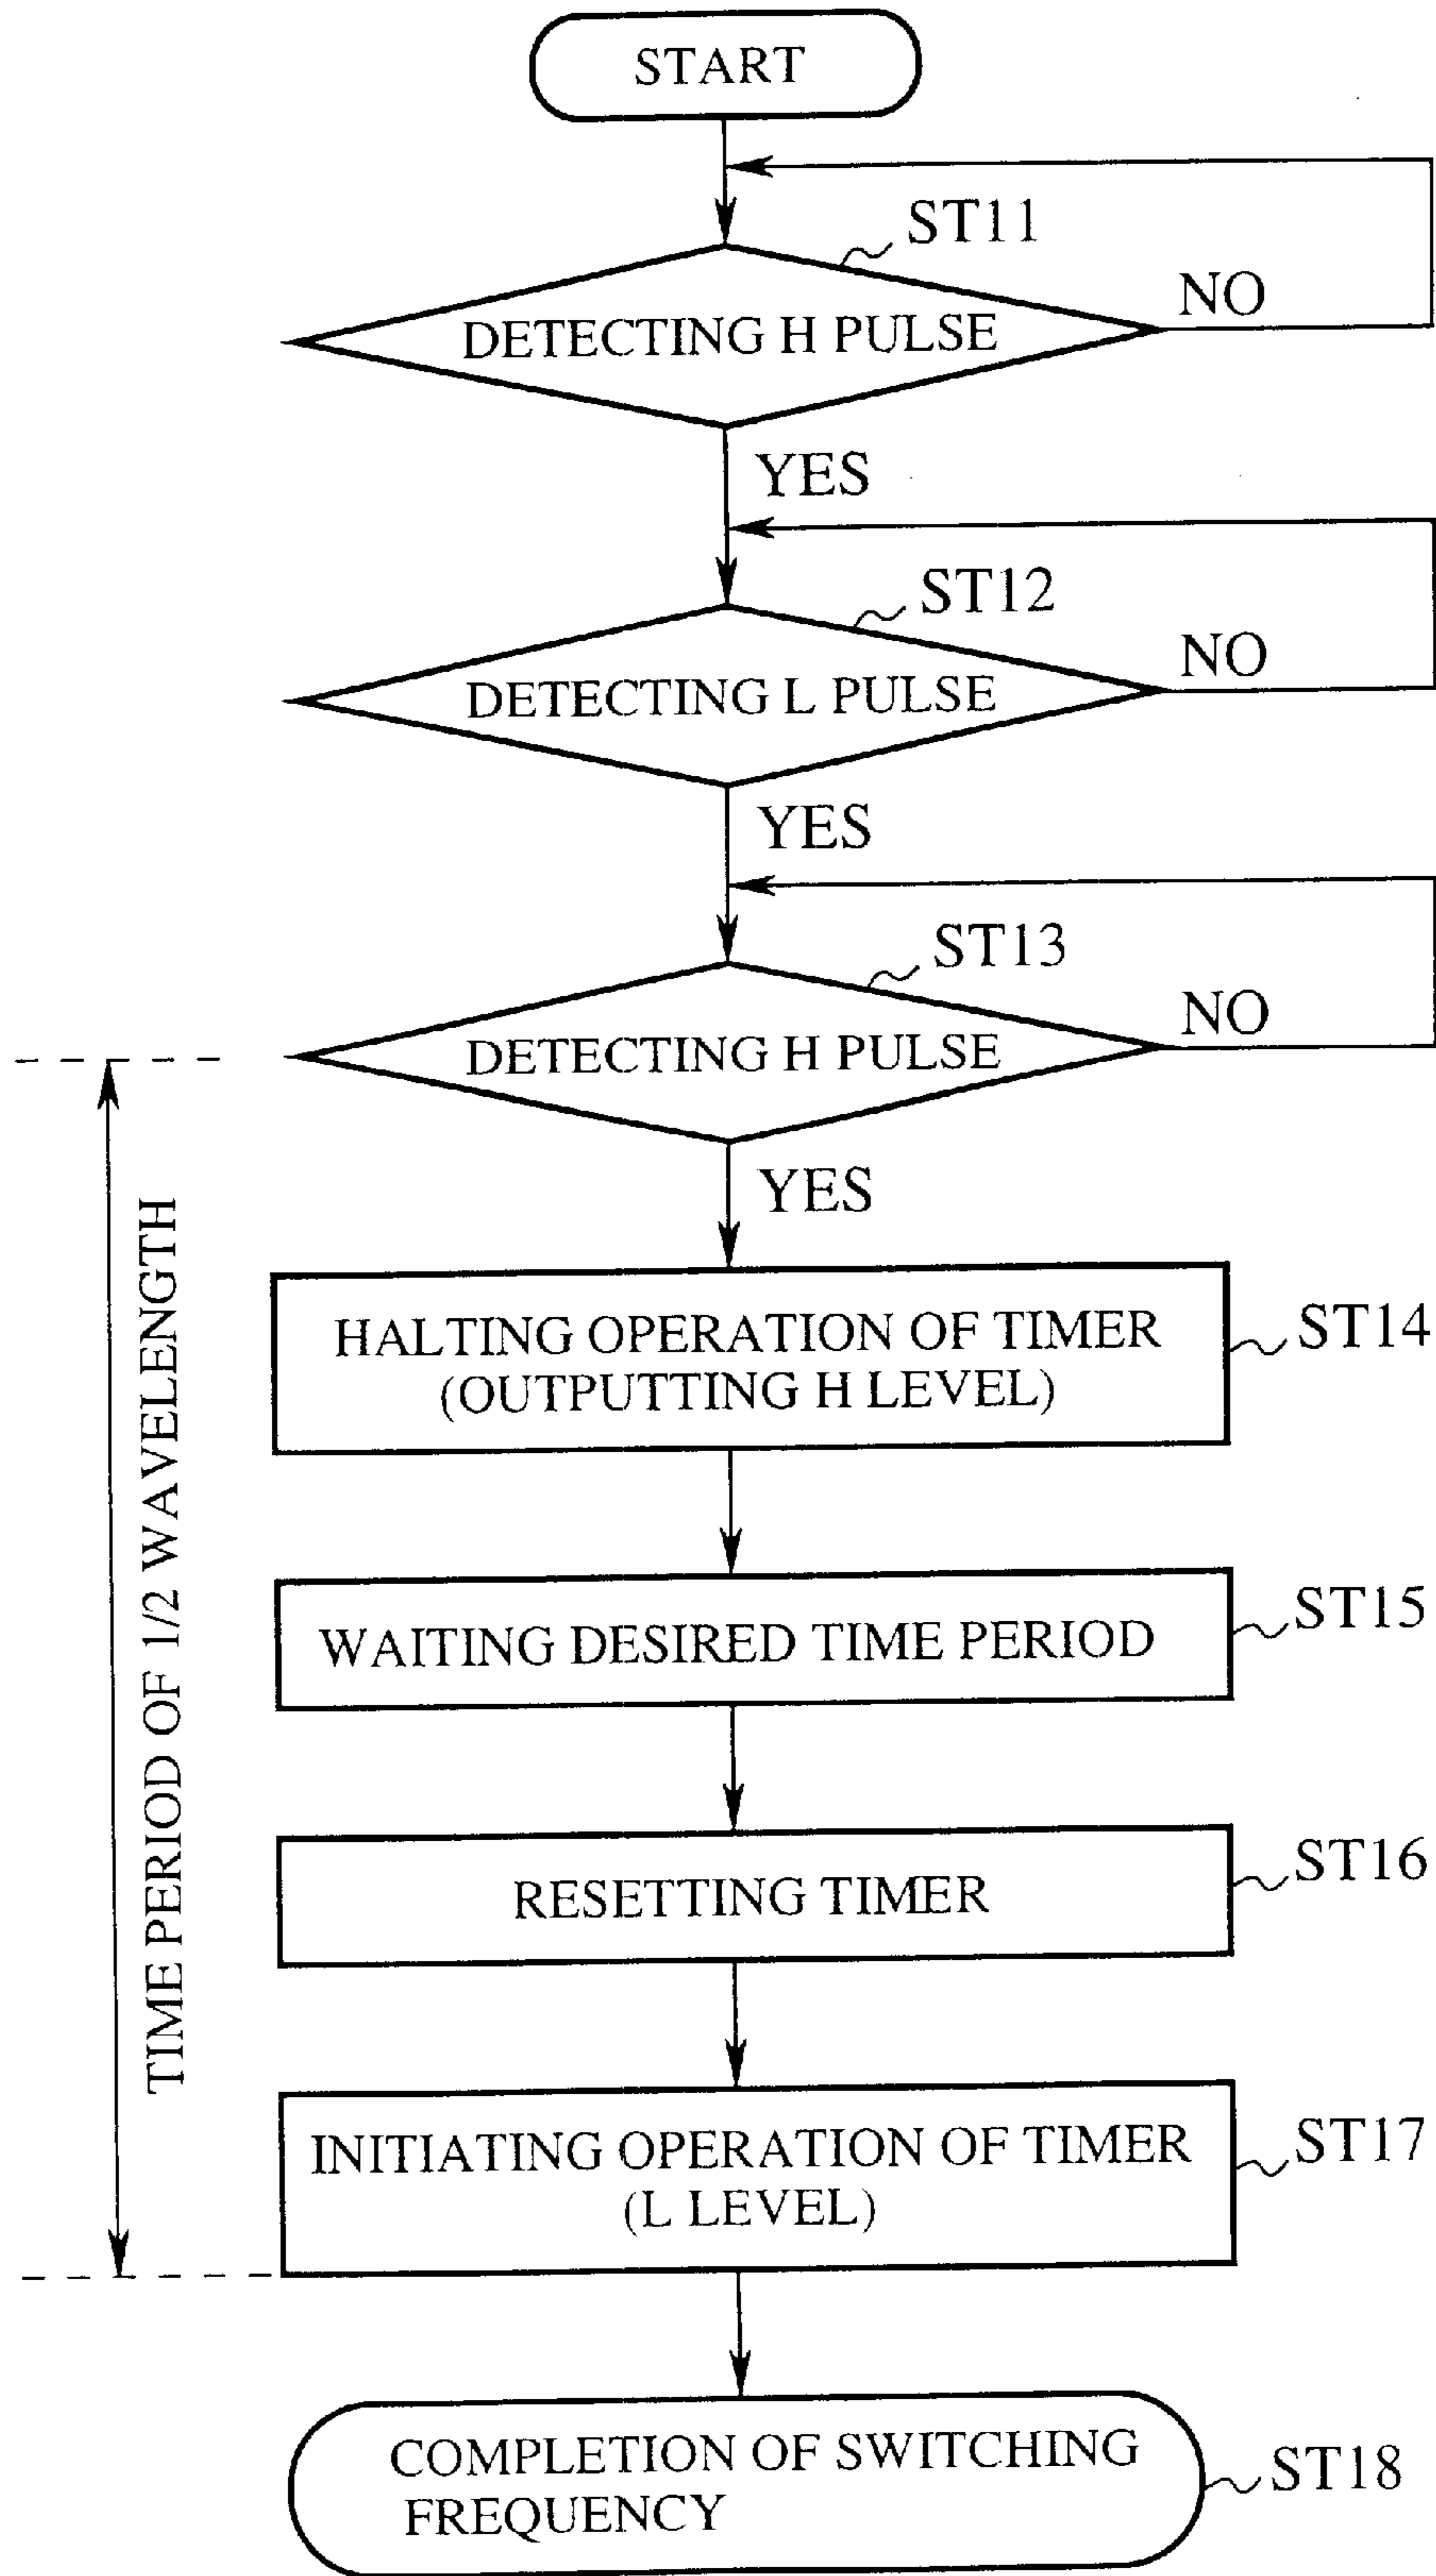 START
ST11
DETECTING H PULSE
NO
YES
ST12
DETECTING L PULSE
NO
YES
ST13
DETECTING H PULSE
NO
YES
TIME PERIOD OF 1/2 WAVELENGTH
HALTING OPERATION OF TIMER
(OUTPUTTING H LEVEL)
ST14
WAITING DESIRED TIME PERIOD
ST15
RESETTING TIMER
ST16
INITIATING OPERATION OF TIMER
(L LEVEL)
ST17
COMPLETION OF SWITCHING
FREQUENCY
ST18